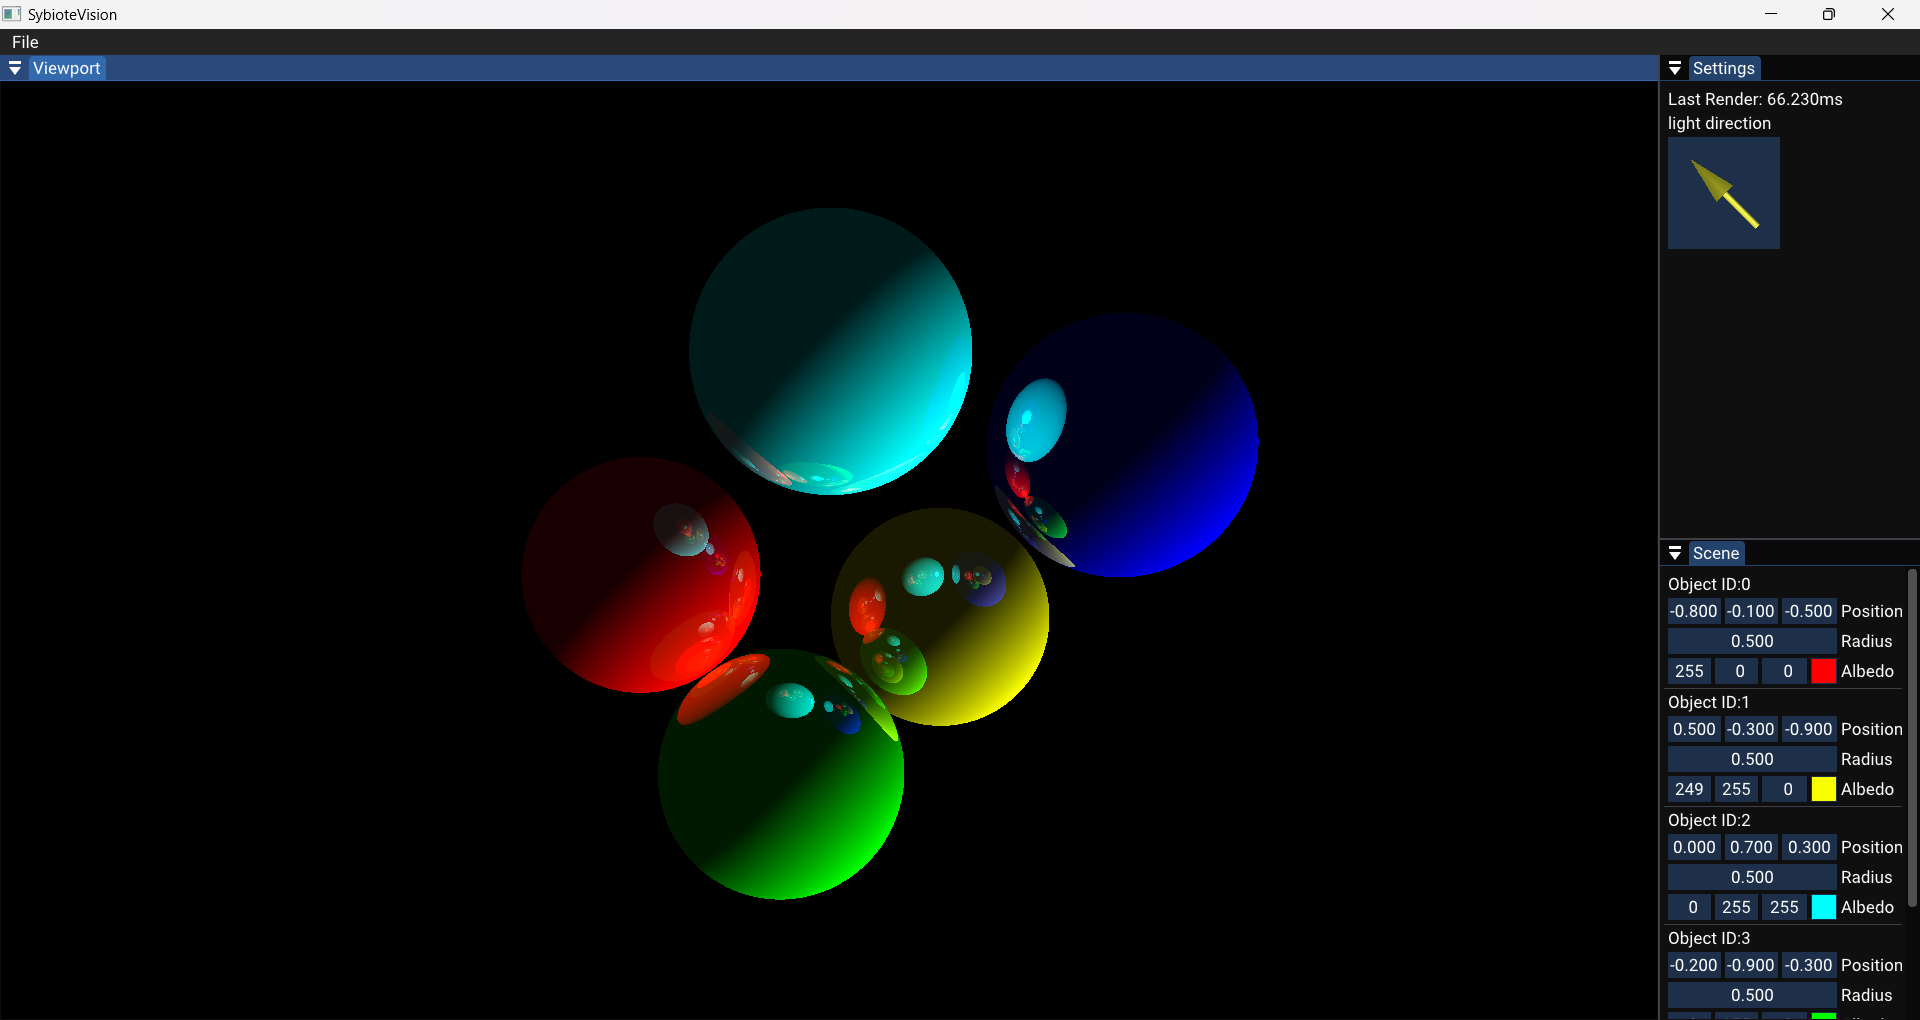 SybioteVision
File
Viewport
Settings
Last Render: 66.230ms
light direction
Scene
Object ID:0
-0.800 -0.100 -0.500 Position
0.500 Radius
255 0 0 Albedo
Object ID:1
0.500 -0.300 -0.900 Position
0.500 Radius
249 255 0 Albedo
Object ID:2
0.000 0.700 0.300 Position
0.500 Radius
0 255 255 Albedo
Object ID:3
-0.200 -0.900 -0.300 Position
0.500 Radius